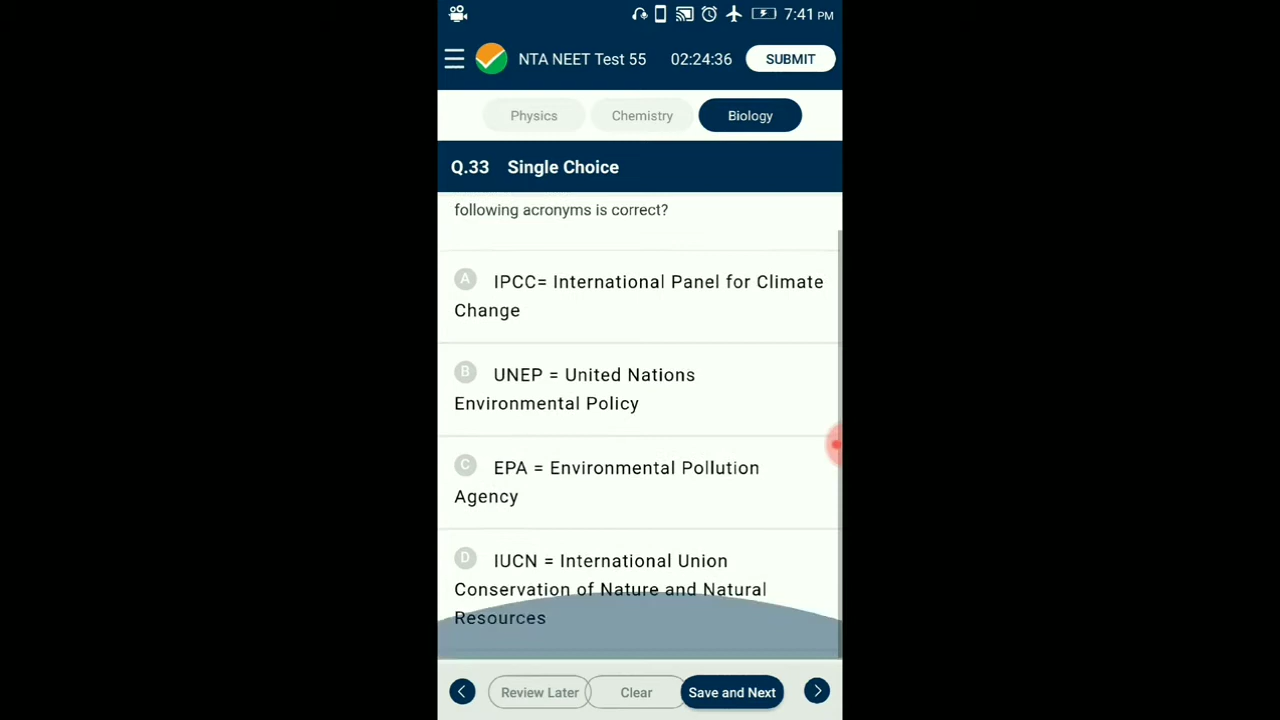 7:41 PM
NTA NEET Test 55 02:24:36 SUBMIT
Physics Chemistry Biology
Q.33 Single Choice
following acronyms is correct?
A IPCC= International Panel for Climate
Change
B UNEP = United Nations
Environmental Policy
C EPA = Environmental Pollution
Agency
D IUCN = International Union
Conservation of Nature and Natural
Resources
Review Later Clear Save and Next